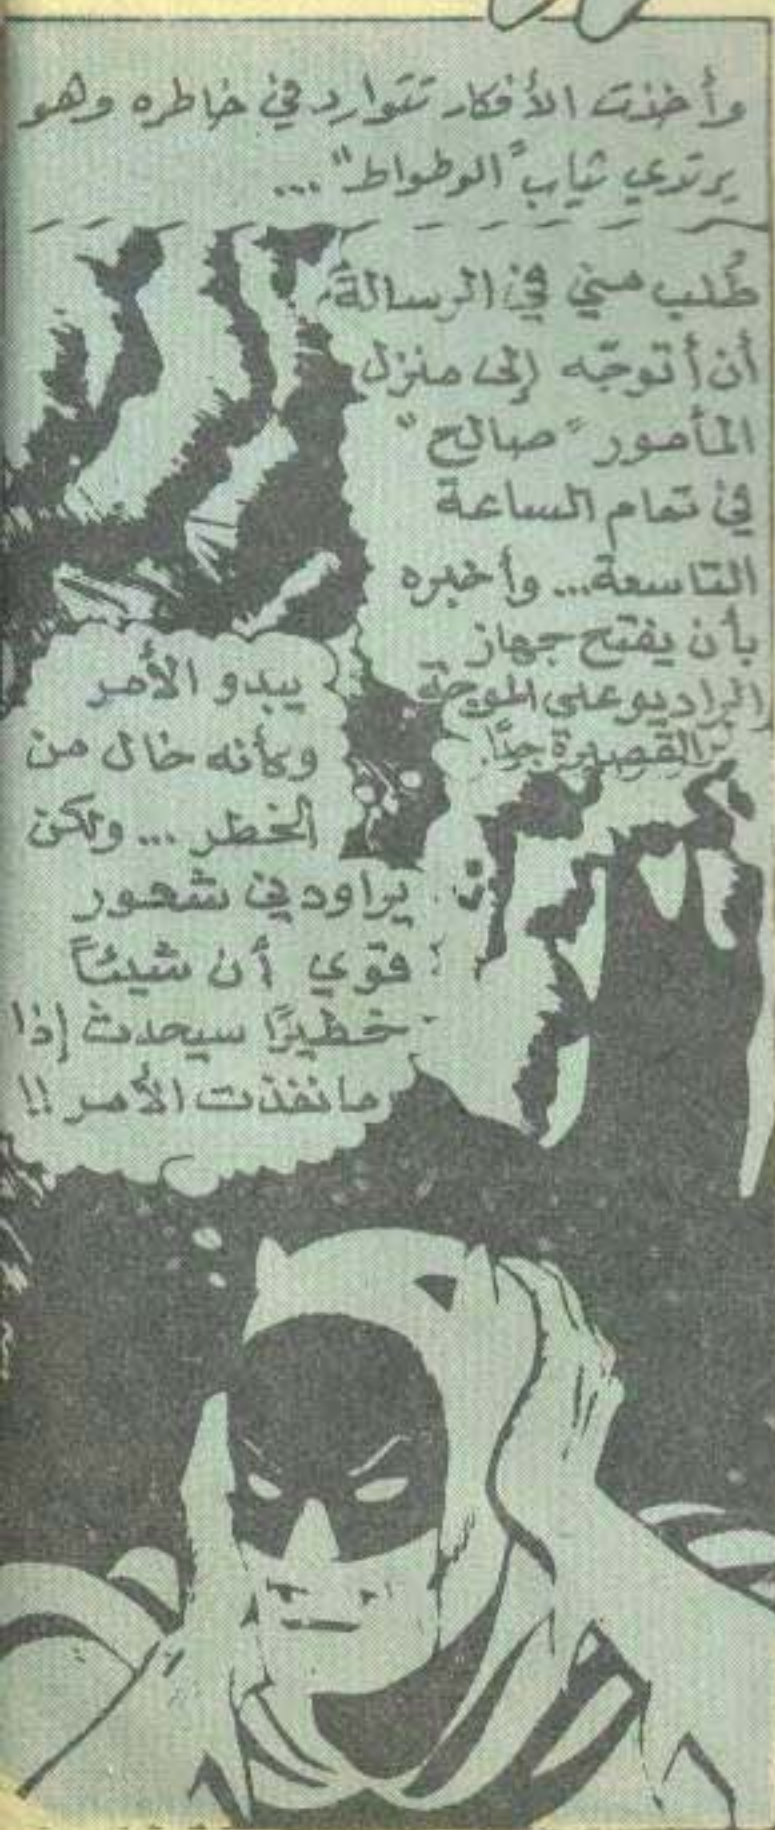 وأخذت الأفكار تتوارد في خاطره وهو
يرتدي ثياب "الوطواط"...
طُلب مني في الرسالة
أن أتوجّه إلى منزل
المأمور "صالح"
في تمام الساعة
التاسعة... وأخبره
بأن يفتح جهاز
الراديو على الموجة
القصيرة جدًا.
يبدو الأمر
وكأنه خال من
الخطر... ولكن
يراودني شعور
قوي أن شيئاً
خطيرًا سيحدث إذا
ما نفذت الأمر!!